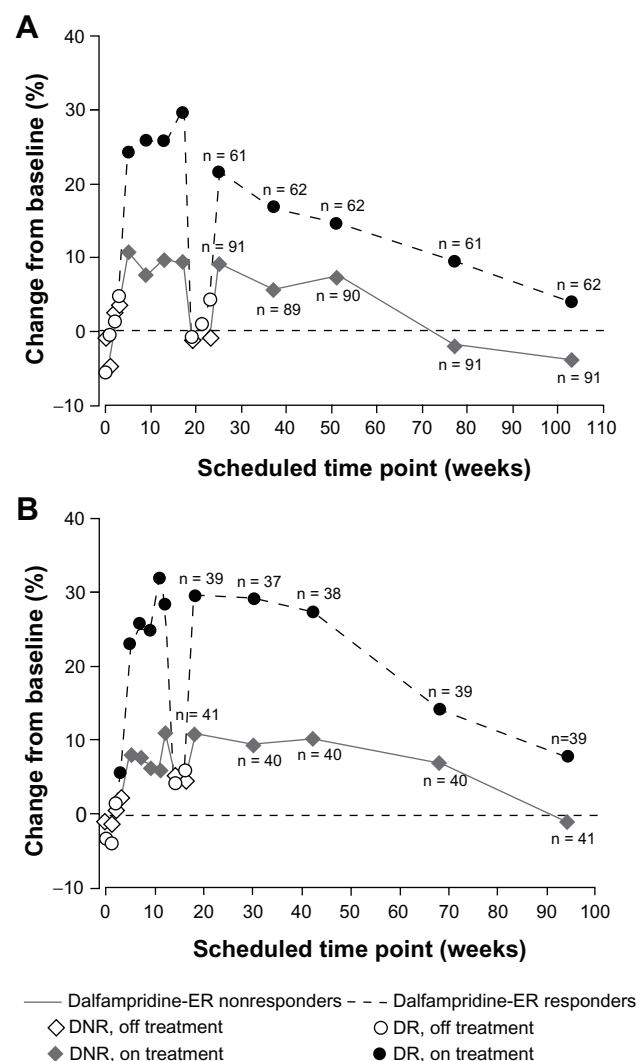 A
Change from baseline (%)
40
30
20
10
0
–10
n = 61
n = 62
n = 62
n = 61
n = 62
n = 91
n = 89
n = 90
n = 91
n = 91
0 10 20 30 40 50 60 70 80 90 100 110
Scheduled time point (weeks)
B
Change from baseline (%)
40
30
20
10
0
–10
n = 39
n = 37
n = 38
n = 39
n=39
n = 41
n = 40
n = 40
n = 40
n = 41
0 10 20 30 40 50 60 70 80 90 100
Scheduled time point (weeks)
Dalfampridine-ER nonresponders Dalfampridine-ER responders
DNR, off treatment DR, off treatment
DNR, on treatment DR, on treatment